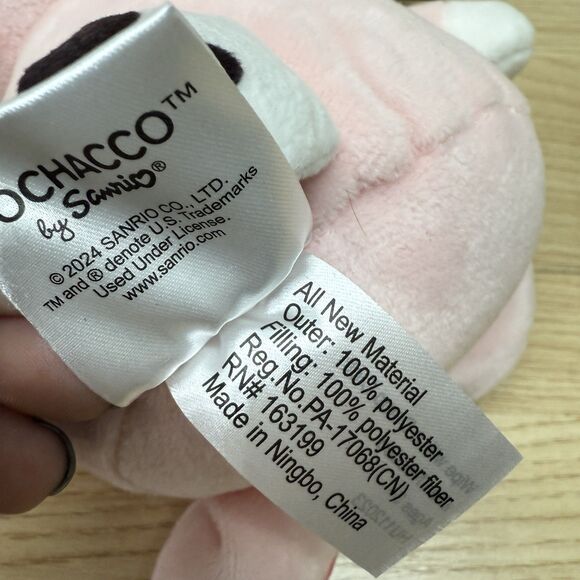 OCHACCO™
by Sanrio®
© 2024 SANRIO CO., LTD.
TM and ® denote U.S. Trademarks
Used Under License.
www.sanrio.com
All New Material
Outer: 100% polyester
Filling: 100% polyester fiber
Reg.No.PA-17068(CN)
RN# 163199
Made in Ningbo, China